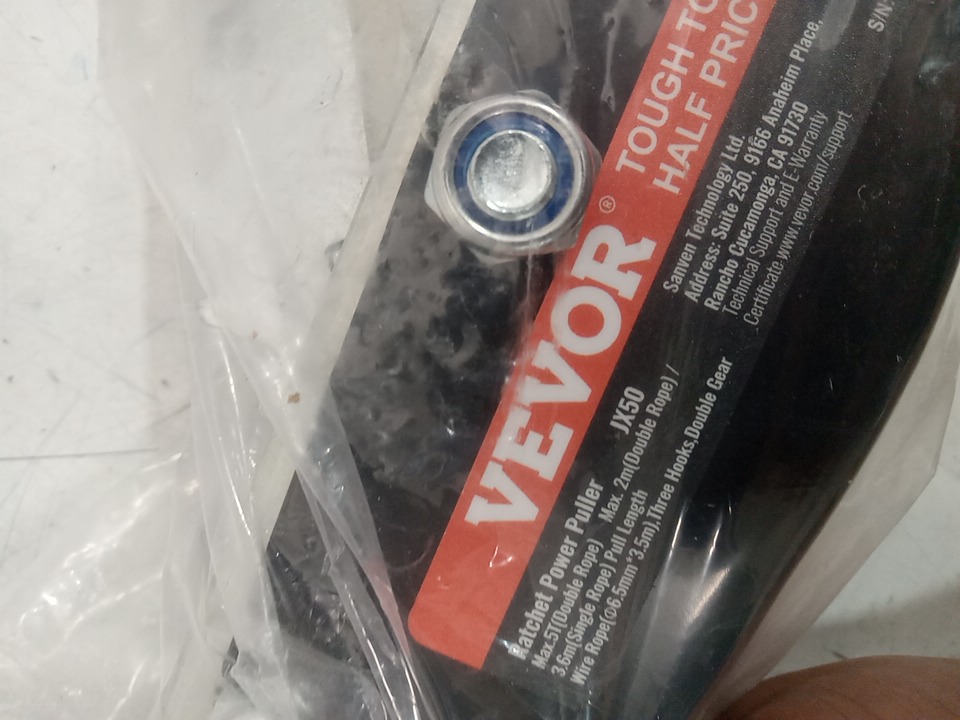 VEVOR®
TOUGH TO
HALF PRIC
Ratchet Power Puller JX50
Max.5T(Double Rope) Max. 2m(Double Rope) /
3.6m(Single Rope) Pull Length
Wire Rope(Φ6.5mm*3.5m),Three Hooks,Double Gear
Sanven Technology Ltd.
Address: Suite 250, 9166 Anaheim Place,
Rancho Cucamonga, CA 91730
Technical Support and E-Warranty
Certificate www.vevor.com/support
S/N: